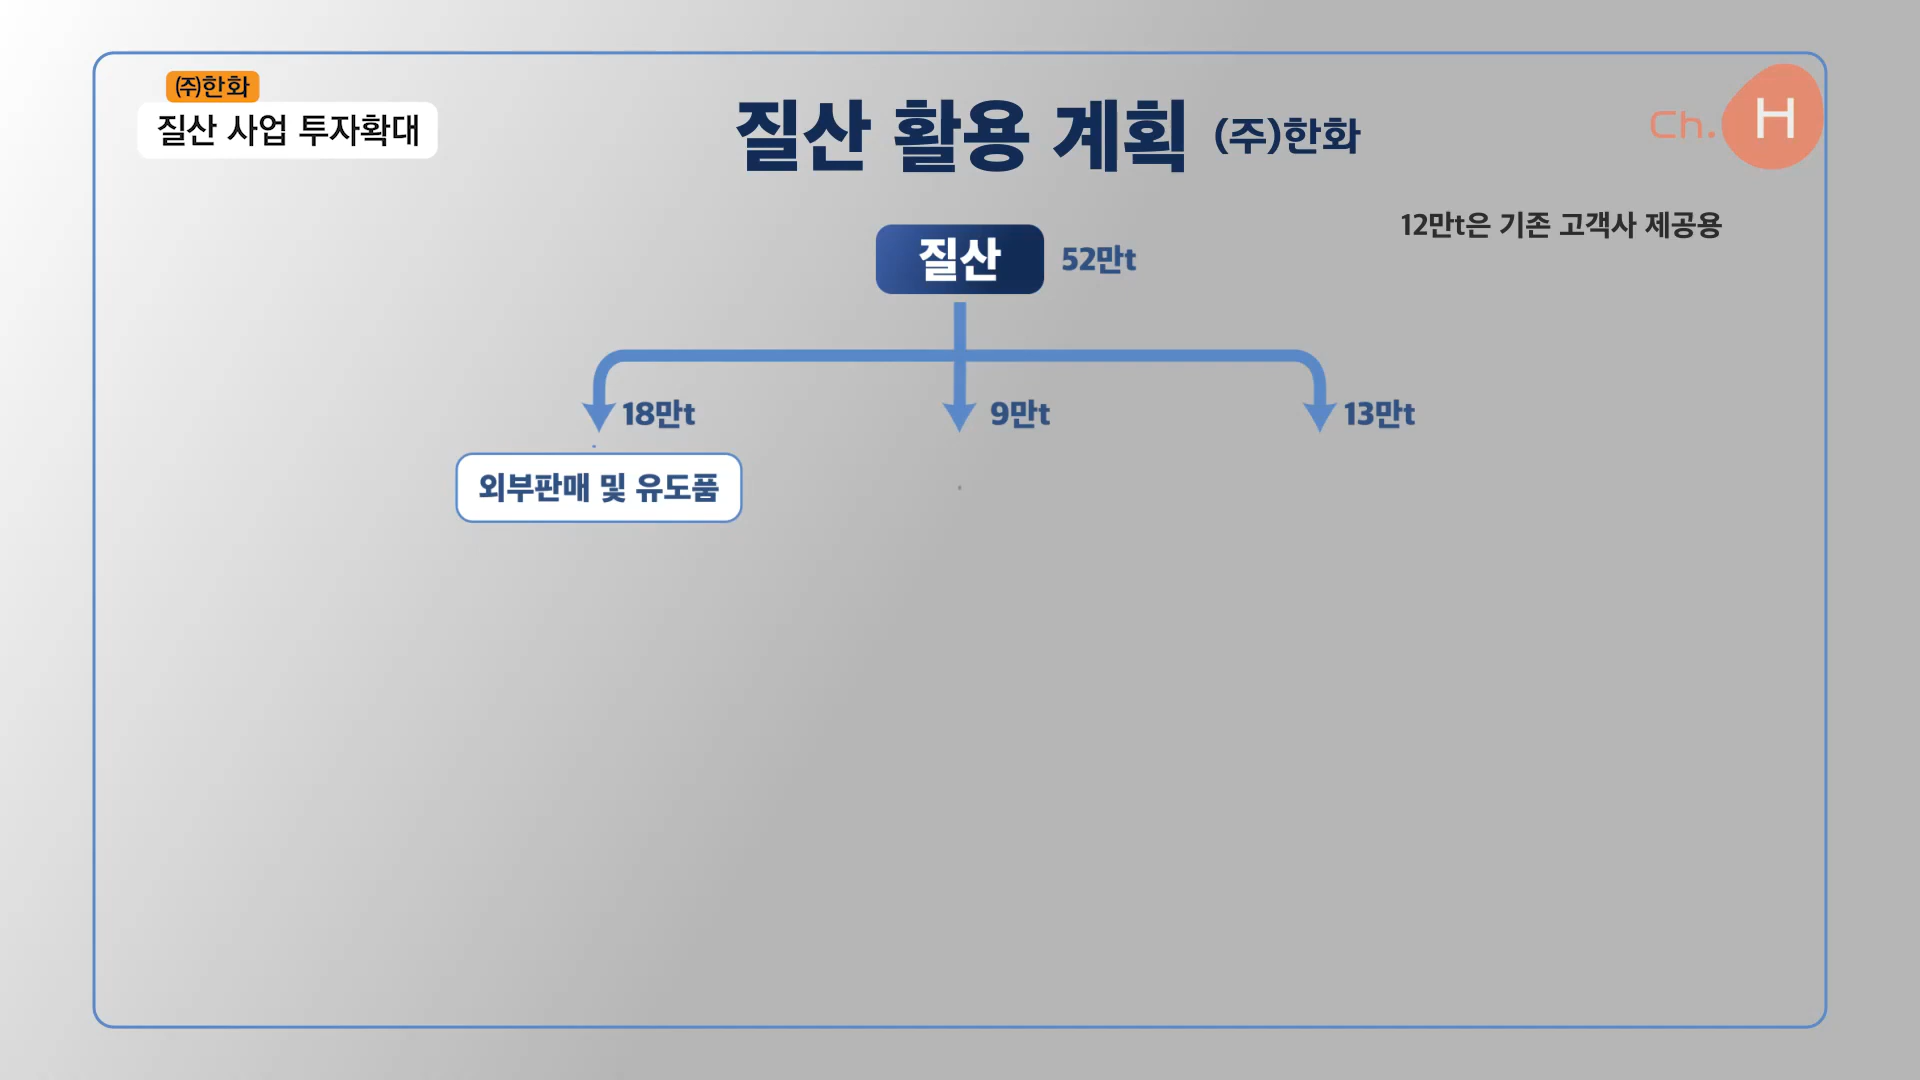 ㈜한화
질산 사업 투자확대
질산 활용 계획 (주)한화
Ch. H
12만t은 기존 고객사 제공용
질산 52만t
18만t 9만t 13만t
외부판매 및 유도품